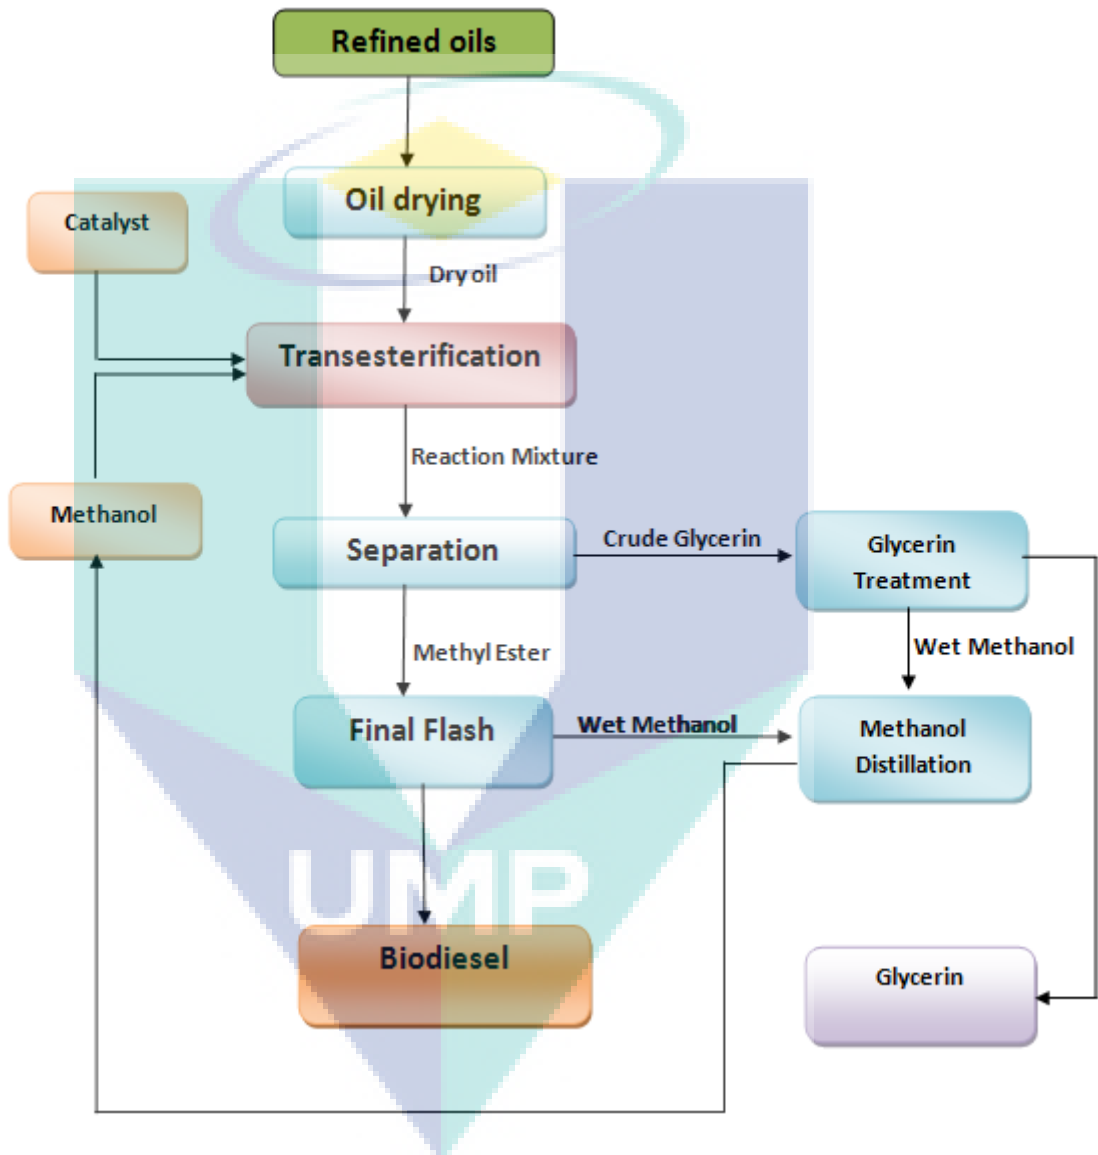 Refined oils
Oil drying
Catalyst
Dry oil
Transesterification
Reaction Mixture
Methanol
Separation
Crude Glycerin
Glycerin
Treatment
Methyl Ester
Wet Methanol
Final Flash
Wet Methanol
Methanol
Distillation
UMP
Biodiesel
Glycerin